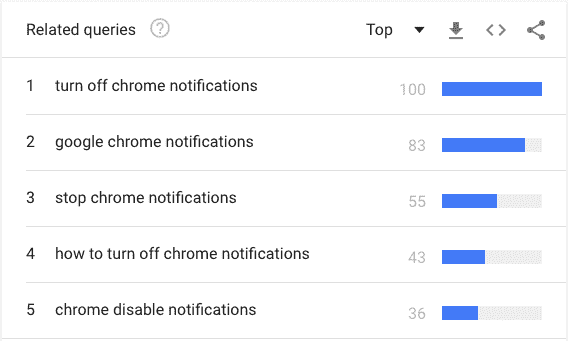 Related queries ? Top
1 turn off chrome notifications 100
2 google chrome notifications 83
3 stop chrome notifications 55
4 how to turn off chrome notifications 43
5 chrome disable notifications 36